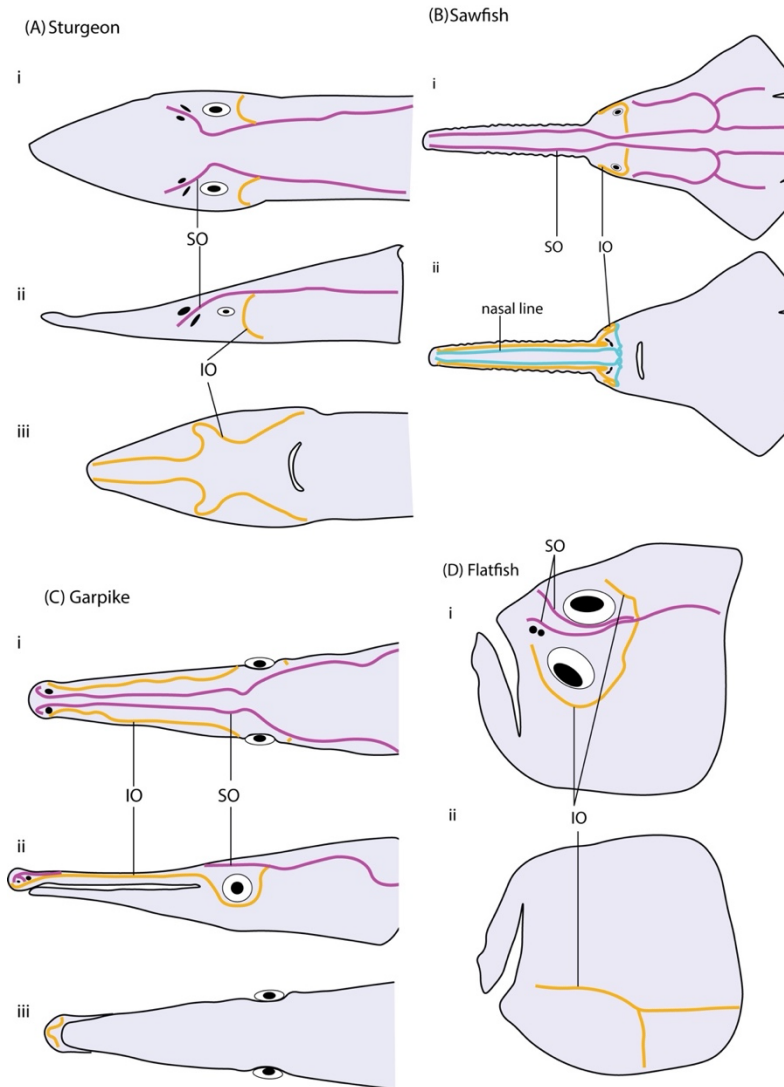 (A) Sturgeon
i
SO
ii
IO
iii
(B) Sawfish
i
SO
IO
ii
nasal line
(C) Garpike
i
IO
SO
ii
iii
(D) Flatfish
SO
i
IO
ii